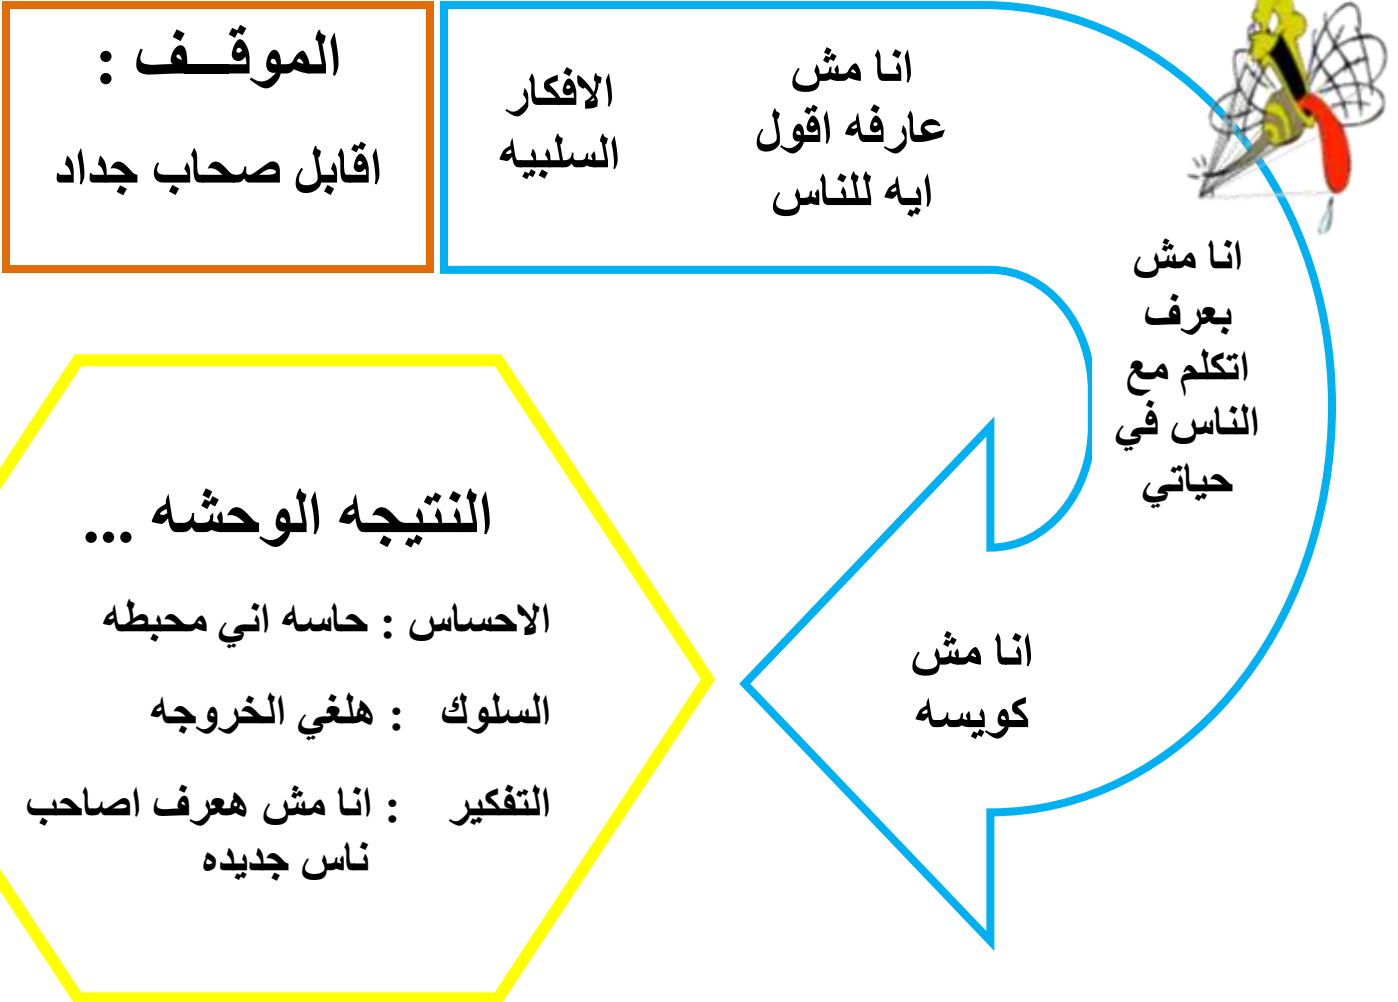 الموقــف :
اقابل صحاب جداد
الافكار
السلبيه
انا مش
عارفه اقول
ايه للناس
انا مش
بعرف
اتكلم مع
الناس في
حياتي
انا مش
كويسه
النتيجه الوحشه ...
الاحساس : حاسه اني محبطه
السلوك : هلغي الخروجه
التفكير : انا مش هعرف اصاحب
ناس جديده